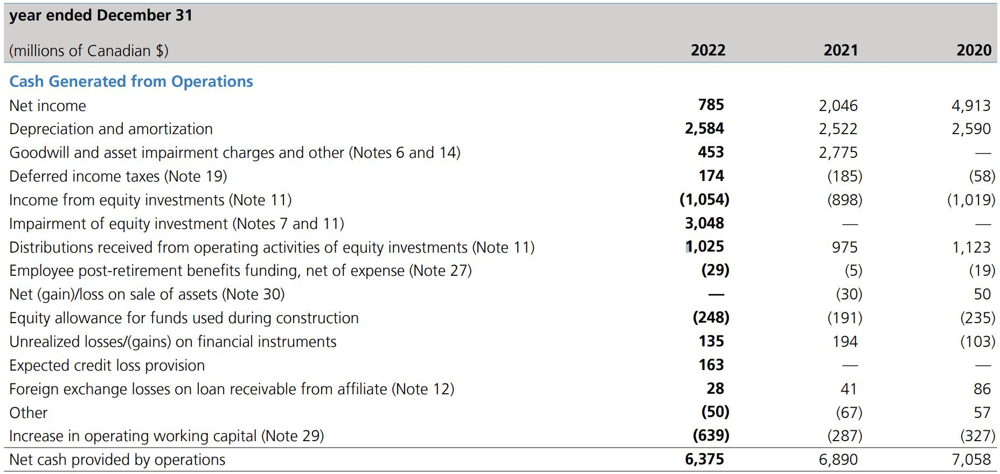 year ended December 31
(millions of Canadian $) 2022 2021 2020
Cash Generated from Operations
Net income 785 2,046 4,913
Depreciation and amortization 2,584 2,522 2,590
Goodwill and asset impairment charges and other (Notes 6 and 14) 453 2,775 —
Deferred income taxes (Note 19) 174 (185) (58)
Income from equity investments (Note 11) (1,054) (898) (1,019)
Impairment of equity investment (Notes 7 and 11) 3,048 — —
Distributions received from operating activities of equity investments (Note 11) 1,025 975 1,123
Employee post-retirement benefits funding, net of expense (Note 27) (29) (5) (19)
Net (gain)/loss on sale of assets (Note 30) — (30) 50
Equity allowance for funds used during construction (248) (191) (235)
Unrealized losses/(gains) on financial instruments 135 194 (103)
Expected credit loss provision 163 — —
Foreign exchange losses on loan receivable from affiliate (Note 12) 28 41 86
Other (50) (67) 57
Increase in operating working capital (Note 29) (639) (287) (327)
Net cash provided by operations 6,375 6,890 7,058